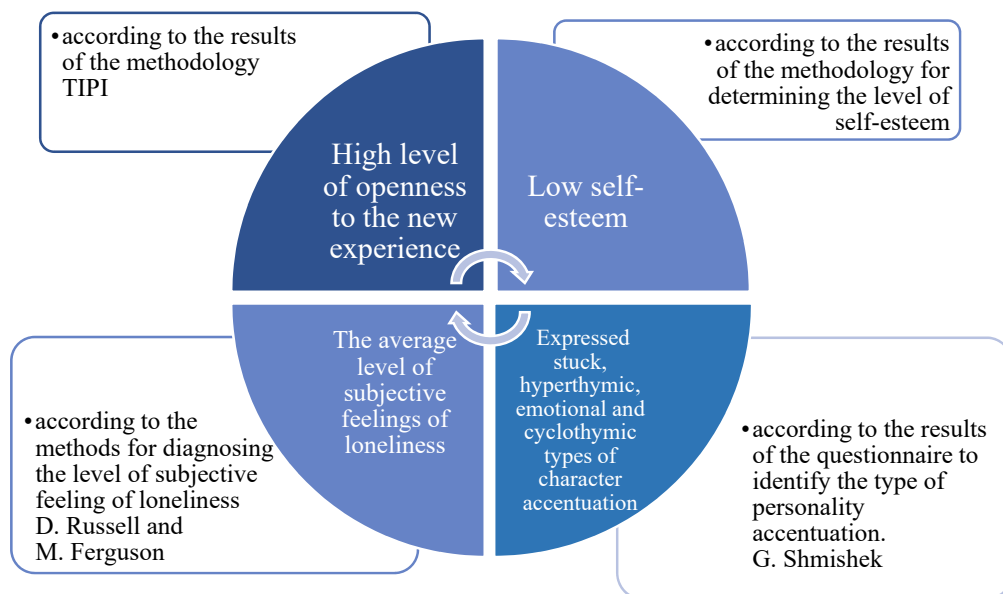 •according to the results
of the methodology
TIPI
•according to the results
of the methodology for
determining the level of
self-esteem
High level
of openness
to the new
experience
Low self-
esteem
The average
level of
subjective
feelings of
loneliness
Expressed
stuck,
hyperthymic,
emotional and
cyclothymic
types of
character
accentuation
•according to the
methods for diagnosing
the level of subjective
feeling of loneliness
D. Russell and
M. Ferguson
•according to the results
of the questionnaire to
identify the type of
personality
accentuation.
G. Shmishek